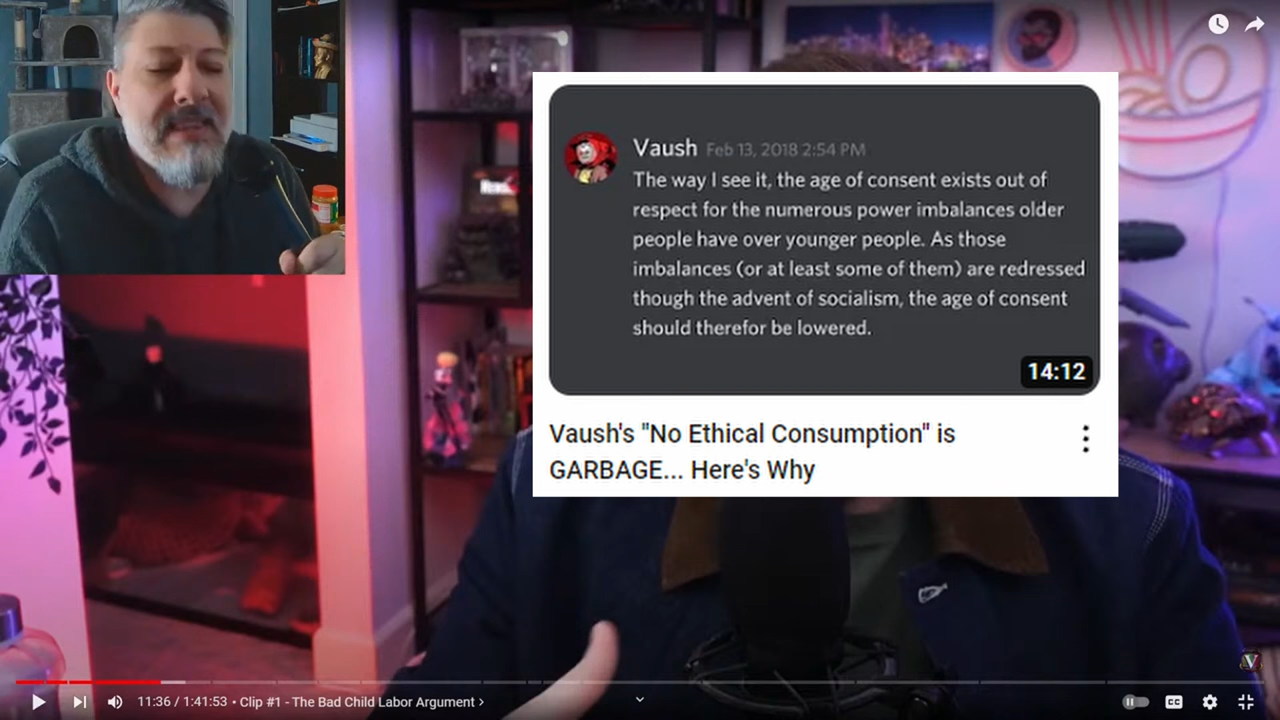 Vaush Feb 13, 2018 2:54 PM
The way I see it, the age of consent exists out of
respect for the numerous power imbalances older
people have over younger people. As those
imbalances (or at least some of them) are redressed
though the advent of socialism, the age of consent
should therefor be lowered.
14:12
Vaush's "No Ethical Consumption" is
GARBAGE... Here's Why
11:36 / 1:41:53 • Clip #1 - The Bad Child Labor Argument >
CC